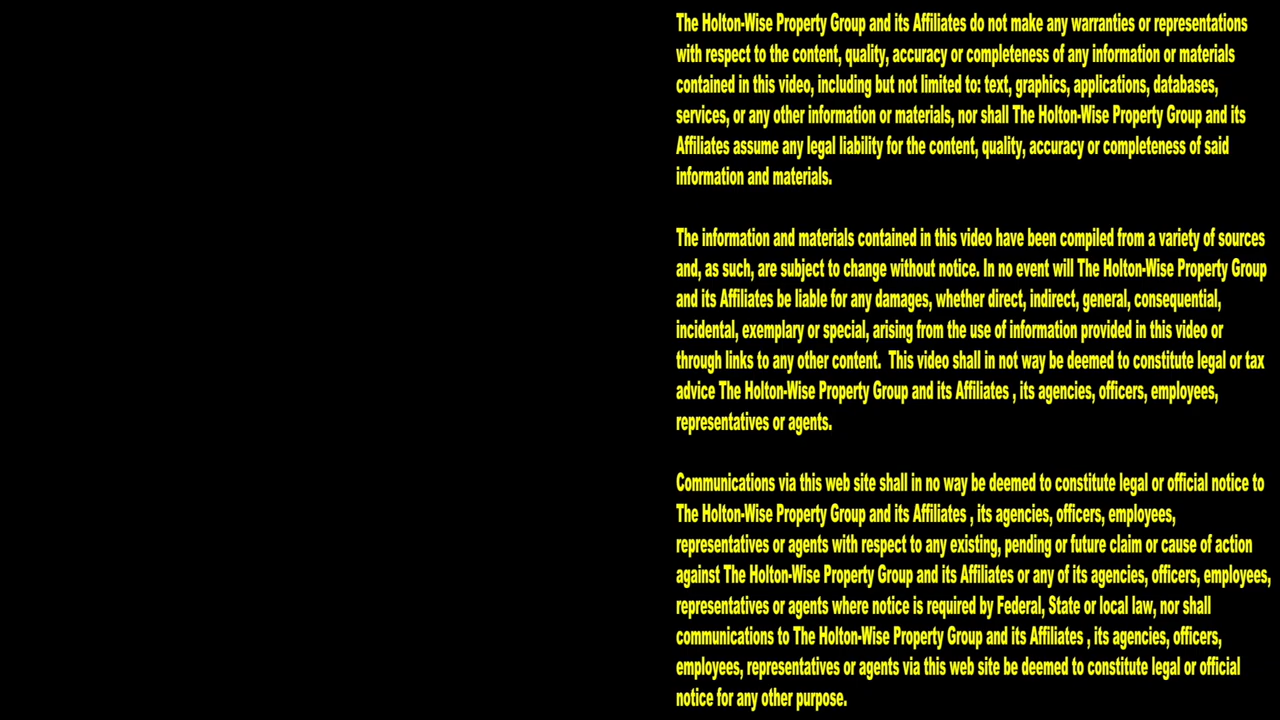 The Holton-Wise Property Group and its Affiliates do not make any warranties or representations
with respect to the content, quality, accuracy or completeness of any information or materials
contained in this video, including but not limited to: text, graphics, applications, databases,
services, or any other information or materials, nor shall The Holton-Wise Property Group and its
Affiliates assume any legal liability for the content, quality, accuracy or completeness of said
information and materials.
The information and materials contained in this video have been compiled from a variety of sources
and, as such, are subject to change without notice. In no event will The Holton-Wise Property Group
and its Affiliates be liable for any damages, whether direct, indirect, general, consequential,
incidental, exemplary or special, arising from the use of information provided in this video or
through links to any other content.  This video shall in not way be deemed to constitute legal or tax
advice The Holton-Wise Property Group and its Affiliates , its agencies, officers, employees,
representatives or agents.
Communications via this web site shall in no way be deemed to constitute legal or official notice to
The Holton-Wise Property Group and its Affiliates , its agencies, officers, employees,
representatives or agents with respect to any existing, pending or future claim or cause of action
against The Holton-Wise Property Group and its Affiliates or any of its agencies, officers, employees,
representatives or agents where notice is required by Federal, State or local law, nor shall
communications to The Holton-Wise Property Group and its Affiliates , its agencies, officers,
employees, representatives or agents via this web site be deemed to constitute legal or official
notice for any other purpose.